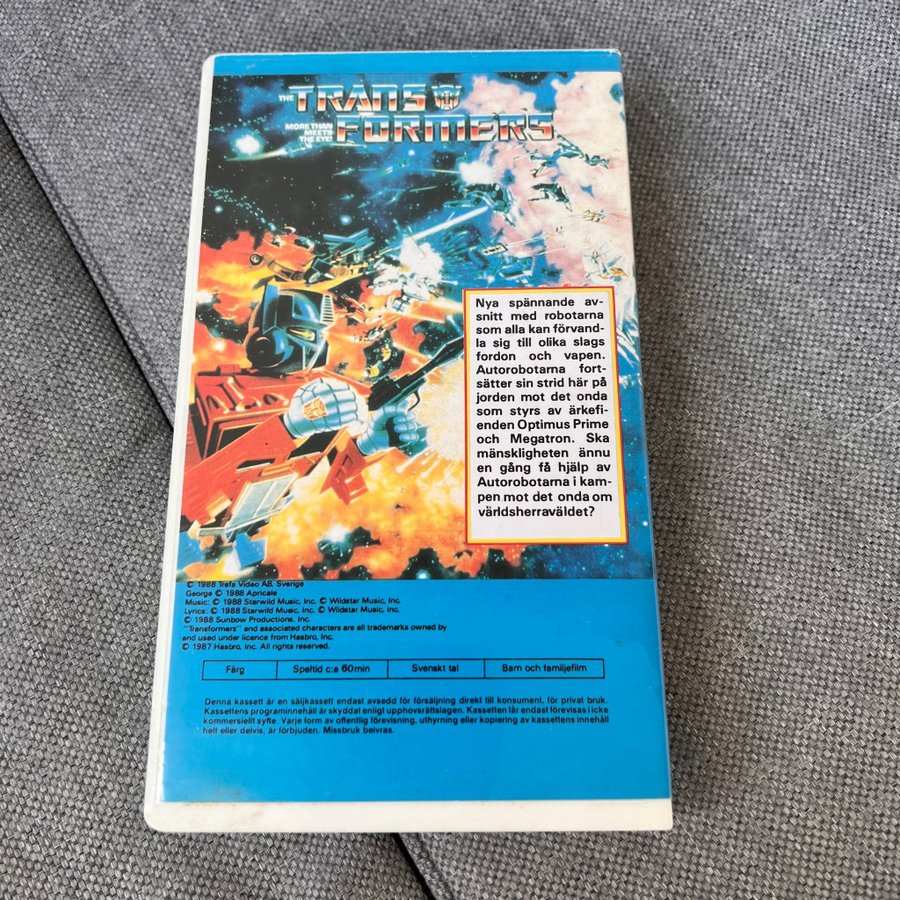 THE TRANS
MORE THAN
MEETS
THE EYE!
FORMERS
Nya spännande av-
snitt med robotarna
som alla kan förvand-
la sig till olika slags
fordon och vapen.
Autorobotarna fort-
sätter sin strid här på
jorden mot det onda
som styrs av ärkefi-
enden Optimus Prime
och Megatron. Ska
mänskligheten ännu
en gång få hjälp av
Autorobotarna i kam-
pen mot det onda om
världsherraväldet?
© 1988 Trefa Video AB, Sverige
George © 1988 Apricale
Music: © 1988 Starwild Music, Inc. © Wildstar Music, Inc.
Lyrics: © 1988 Starwild Music, Inc. © Wildstar Music, Inc.
© 1988 Sunbow Productions, Inc.
"Transformers" and associated characters are all trademarks owned by
and used under licence from Hasbro, Inc.
© 1987 Hasbro, Inc. All rights reserved.
Färg Speltid c:a 60min Svenskt tal Barn och familjefilm
Denna kassett är en säljkassett endast avsedd för försäljning direkt till konsument, för privat bruk.
Kassettens programinnehåll är skyddat enligt upphovsrättslagen. Kassetten får endast förevisas i icke
kommersiellt syfte. Varje form av offentlig förevisning, uthyrning eller kopiering av kassettens innehåll
helt eller delvis, är förbjuden. Missbruk beivras.